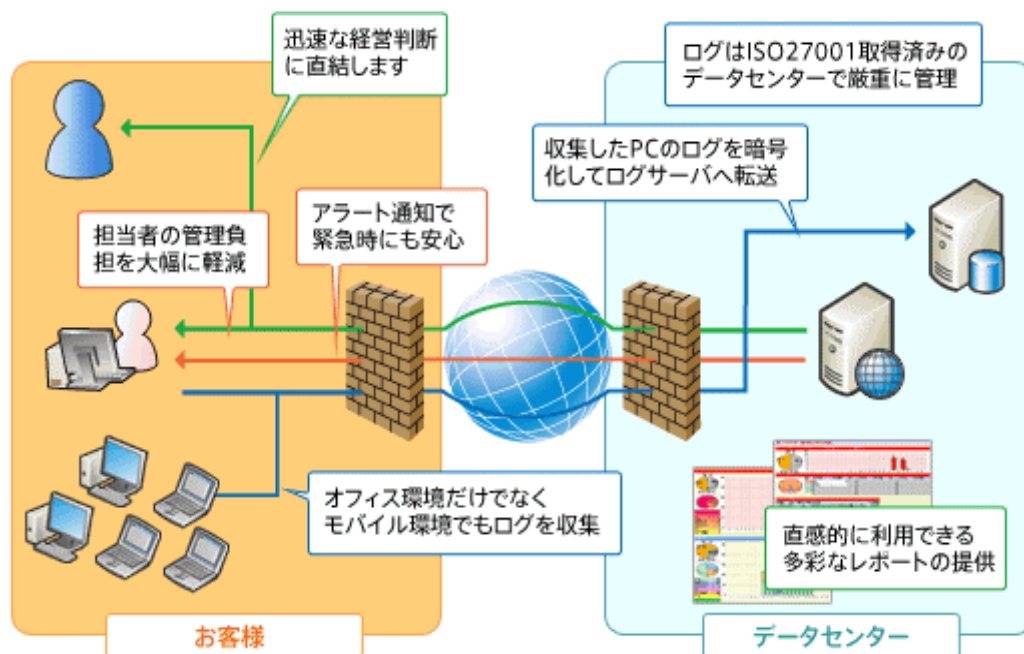 迅速な経営判断
に直結します
ログはISO27001取得済みの
データセンターで厳重に管理
収集したPCのログを暗号
化してログサーバへ転送
アラート通知で
緊急時にも安心
担当者の管理負
担を大幅に軽減
オフィス環境だけでなく
モバイル環境でもログを収集
直感的に利用できる
多彩なレポートの提供
お客様
データセンター